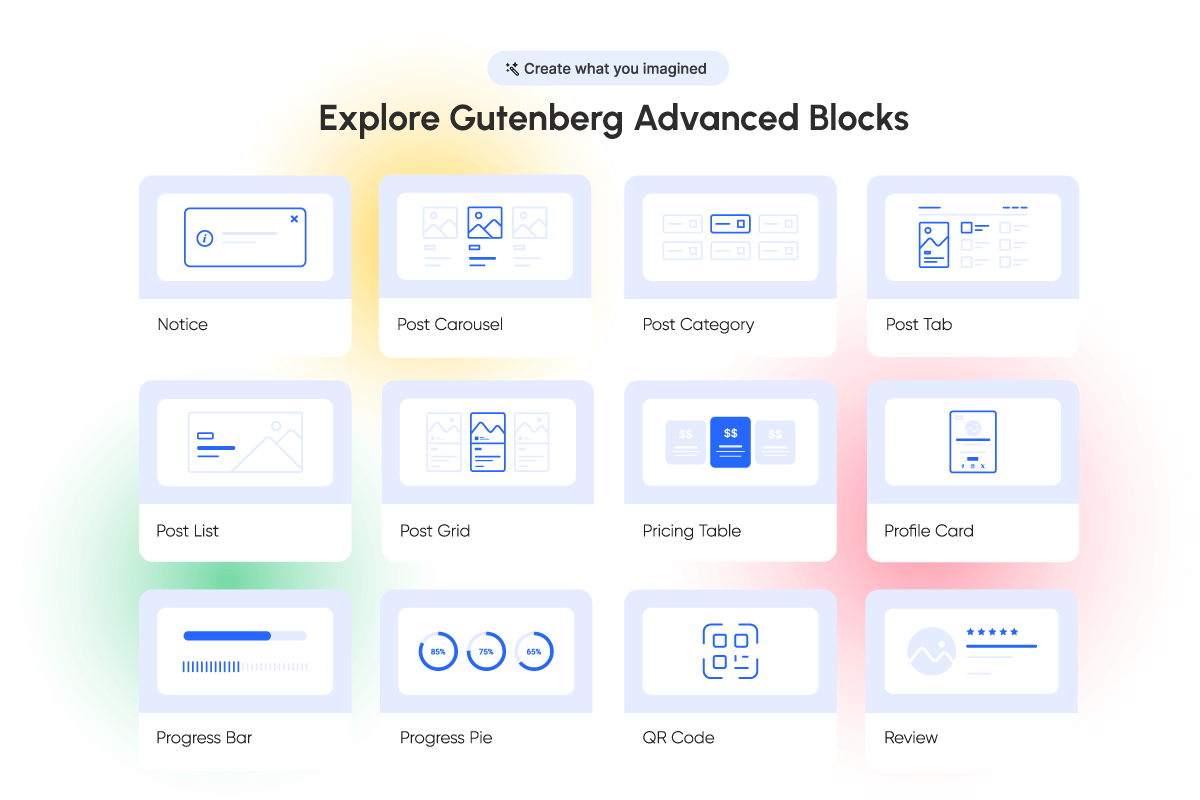 Create what you imagined
Explore Gutenberg Advanced Blocks
Notice
Post Carousel
Post Category
Post Tab
Post List
Post Grid
$$
$$
$$
Pricing Table
Profile Card
Progress Bar
85%
75%
65%
Progress Pie
QR Code
Review